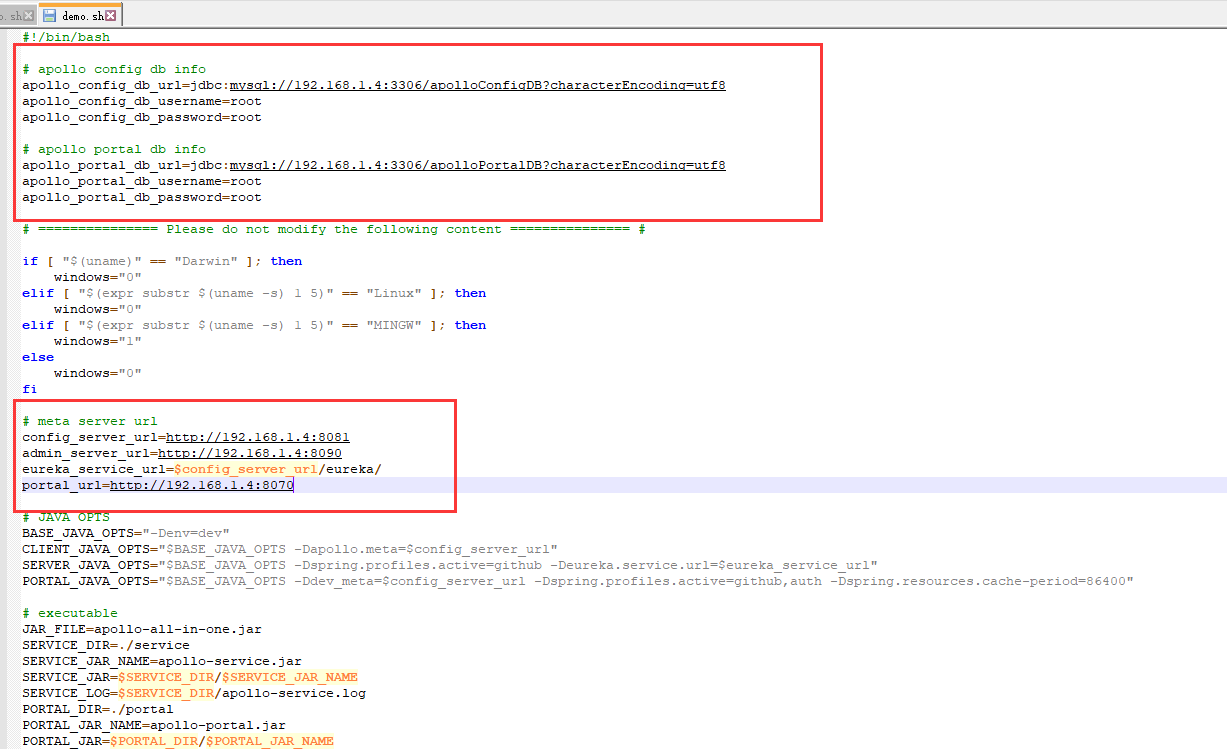 o.sh
demo.sh
#!/bin/bash
# apollo config db info
apollo_config_db_url=jdbc:mysql://192.168.1.4:3306/apolloConfigDB?characterEncoding=utf8
apollo_config_db_username=root
apollo_config_db_password=root
# apollo portal db info
apollo_portal_db_url=jdbc:mysql://192.168.1.4:3306/apolloPortalDB?characterEncoding=utf8
apollo_portal_db_username=root
apollo_portal_db_password=root
# =============== Please do not modify the following content =============== #
if [ "$(uname)" == "Darwin" ]; then
    windows="0"
elif [ "$(expr substr $(uname -s) 1 5)" == "Linux" ]; then
    windows="0"
elif [ "$(expr substr $(uname -s) 1 5)" == "MINGW" ]; then
    windows="1"
else
    windows="0"
fi
# meta server url
config_server_url=http://192.168.1.4:8081
admin_server_url=http://192.168.1.4:8090
eureka_service_url=$config_server_url/eureka/
portal_url=http://192.168.1.4:8070
# JAVA OPTS
BASE_JAVA_OPTS="-Denv=dev"
CLIENT_JAVA_OPTS="$BASE_JAVA_OPTS -Dapollo.meta=$config_server_url"
SERVER_JAVA_OPTS="$BASE_JAVA_OPTS -Dspring.profiles.active=github -Deureka.service.url=$eureka_service_url"
PORTAL_JAVA_OPTS="$BASE_JAVA_OPTS -Ddev_meta=$config_server_url -Dspring.profiles.active=github,auth -Dspring.resources.cache-period=86400"
# executable
JAR_FILE=apollo-all-in-one.jar
SERVICE_DIR=./service
SERVICE_JAR_NAME=apollo-service.jar
SERVICE_JAR=$SERVICE_DIR/$SERVICE_JAR_NAME
SERVICE_LOG=$SERVICE_DIR/apollo-service.log
PORTAL_DIR=./portal
PORTAL_JAR_NAME=apollo-portal.jar
PORTAL_JAR=$PORTAL_DIR/$PORTAL_JAR_NAME